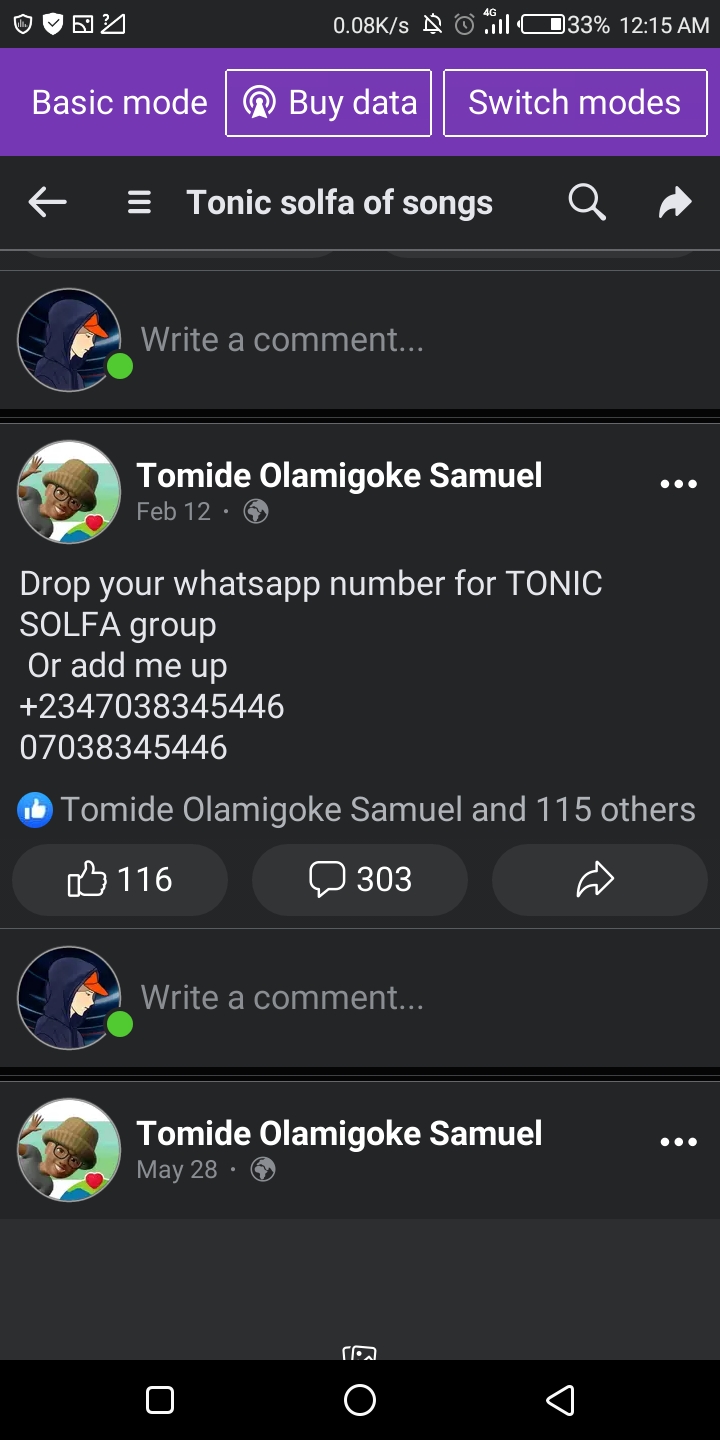 0.08K/s 4G 33% 12:15 AM
Basic mode Buy data Switch modes
Tonic solfa of songs
Write a comment...
Tomide Olamigoke Samuel
Feb 12 ·
Drop your whatsapp number for TONIC
SOLFA group
Or add me up
+2347038345446
07038345446
Tomide Olamigoke Samuel and 115 others
116 303
Write a comment...
Tomide Olamigoke Samuel
May 28 ·